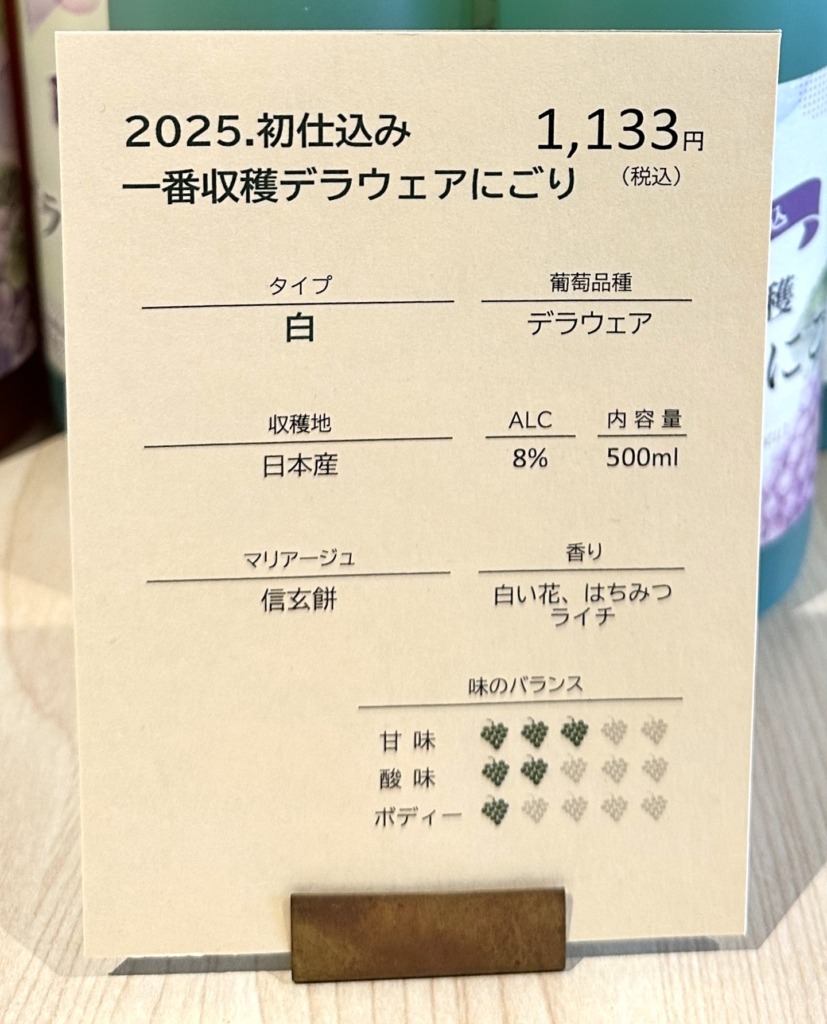 2025.初仕込み 1,133円
一番収穫デラウェアにごり (税込)
タイプ 葡萄品種
白 デラウェア
収穫地 ALC 内容量
日本産 8% 500ml
マリアージュ 香り
信玄餅 白い花、はちみつ
ライチ
味のバランス
甘味
酸味
ボディー
込
穫
にご